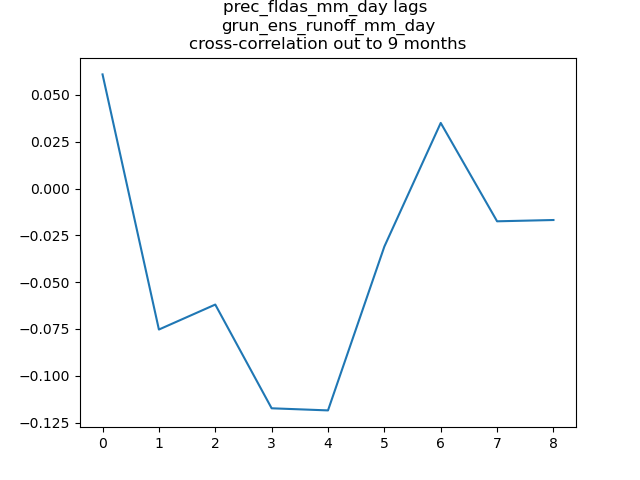 prec_fldas_mm_day lags
grun_ens_runoff_mm_day
cross-correlation out to 9 months
0.050
0.025
0.000
−0.025
−0.050
−0.075
−0.100
−0.125
0 1 2 3 4 5 6 7 8